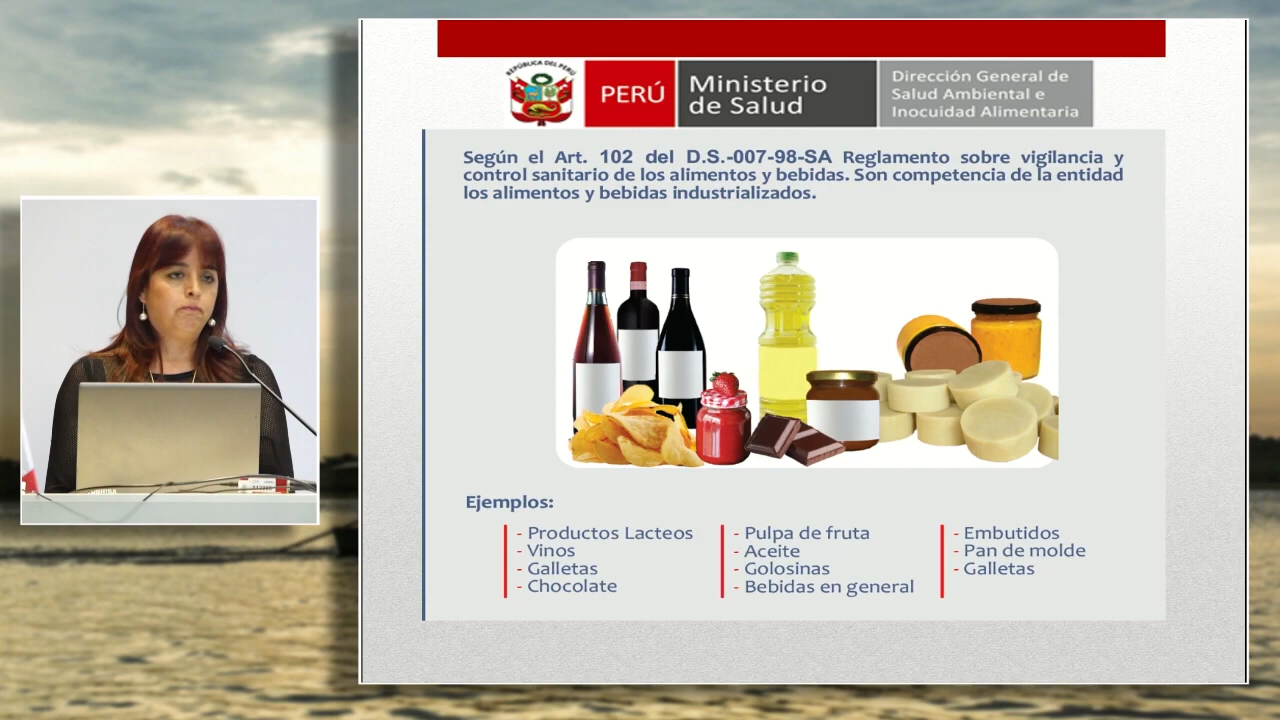 REPÚBLICA DEL PERÚ
PERÚ
Ministerio
de Salud
Dirección General de
Salud Ambiental e
Inocuidad Alimentaria
Según el Art. 102 del D.S.-007-98-SA Reglamento sobre vigilancia y
control sanitario de los alimentos y bebidas. Son competencia de la entidad
los alimentos y bebidas industrializados.
Ejemplos:
- Productos Lacteos
- Vinos
- Galletas
- Chocolate
- Pulpa de fruta
- Aceite
- Golosinas
- Bebidas en general
- Embutidos
- Pan de molde
- Galletas